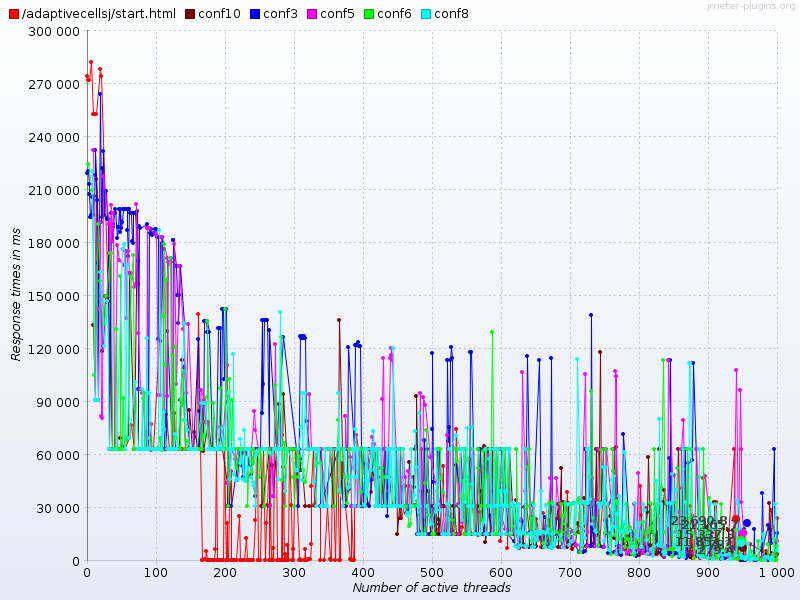 jmeter-plugins.org
/adaptivecellsj/start.html conf10 conf3 conf5 conf6 conf8
300 000
270 000
240 000
210 000
180 000
150 000
120 000
90 000
60 000
30 000
0
Response times in ms
0 100 200 300 400 500 600 700 800 900 1 000
Number of active threads